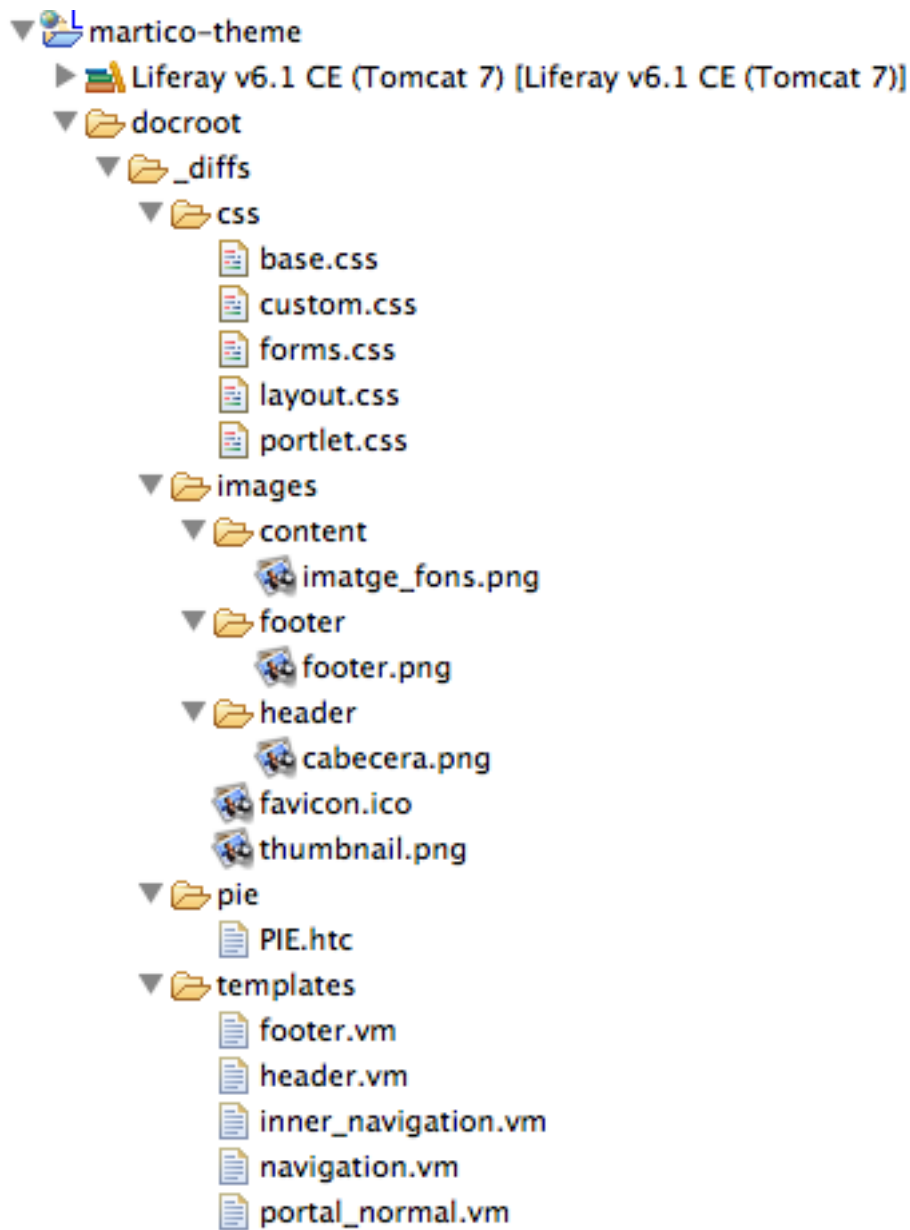 martico-theme
Liferay v6.1 CE (Tomcat 7) [Liferay v6.1 CE (Tomcat 7)]
docroot
_diffs
css
base.css
custom.css
forms.css
layout.css
portlet.css
images
content
imatge_fons.png
footer
footer.png
header
cabecera.png
favicon.ico
thumbnail.png
pie
PIE.htc
templates
footer.vm
header.vm
inner_navigation.vm
navigation.vm
portal_normal.vm